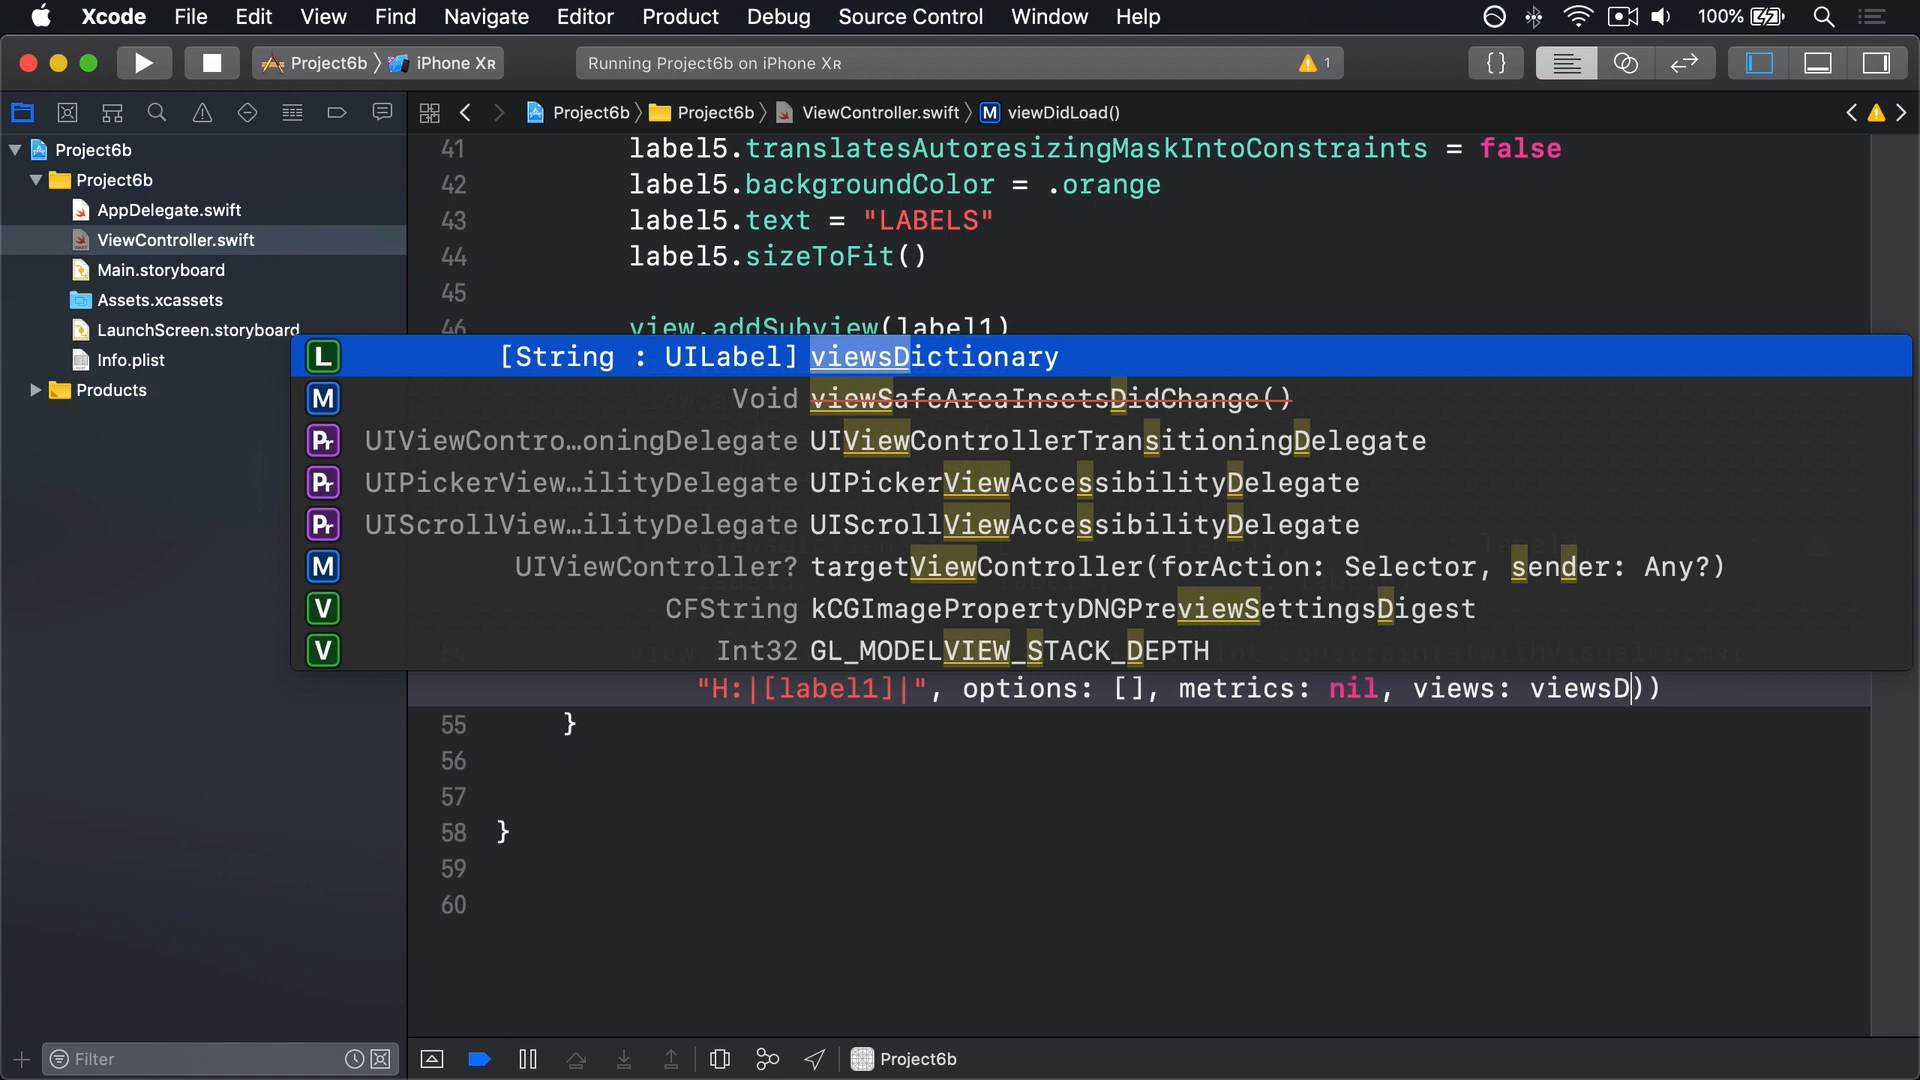 Xcode File Edit View Find Navigate Editor Product Debug Source Control Window Help 100%
Project6b iPhone XR Running Project6b on iPhone XR 1 {}
Project6b Project6b ViewController.swift M viewDidLoad()
Project6b
Project6b
AppDelegate.swift
ViewController.swift
Main.storyboard
Assets.xcassets
LaunchScreen.storyboard
Info.plist
Products
41 label5.translatesAutoresizingMaskIntoConstraints = false
42 label5.backgroundColor = .orange
43 label5.text = "LABELS"
44 label5.sizeToFit()
45
46 view.addSubview(label1)
L [String : UILabel] viewsDictionary
M Void viewSafeAreaInsetsDidChange()
Pr UIViewContro…oningDelegate UIViewControllerTransitioningDelegate
Pr UIPickerView…ilityDelegate UIPickerViewAccessibilityDelegate
Pr UIScrollView…ilityDelegate UIScrollViewAccessibilityDelegate
M UIViewController? targetViewController(forAction: Selector, sender: Any?)
V CFString kCGImagePropertyDNGPreviewSettingsDigest
V Int32 GL_MODELVIEW_STACK_DEPTH
"H:|[label1]|", options: [], metrics: nil, views: viewsD))
55 }
56
57
58 }
59
60
Filter
Project6b